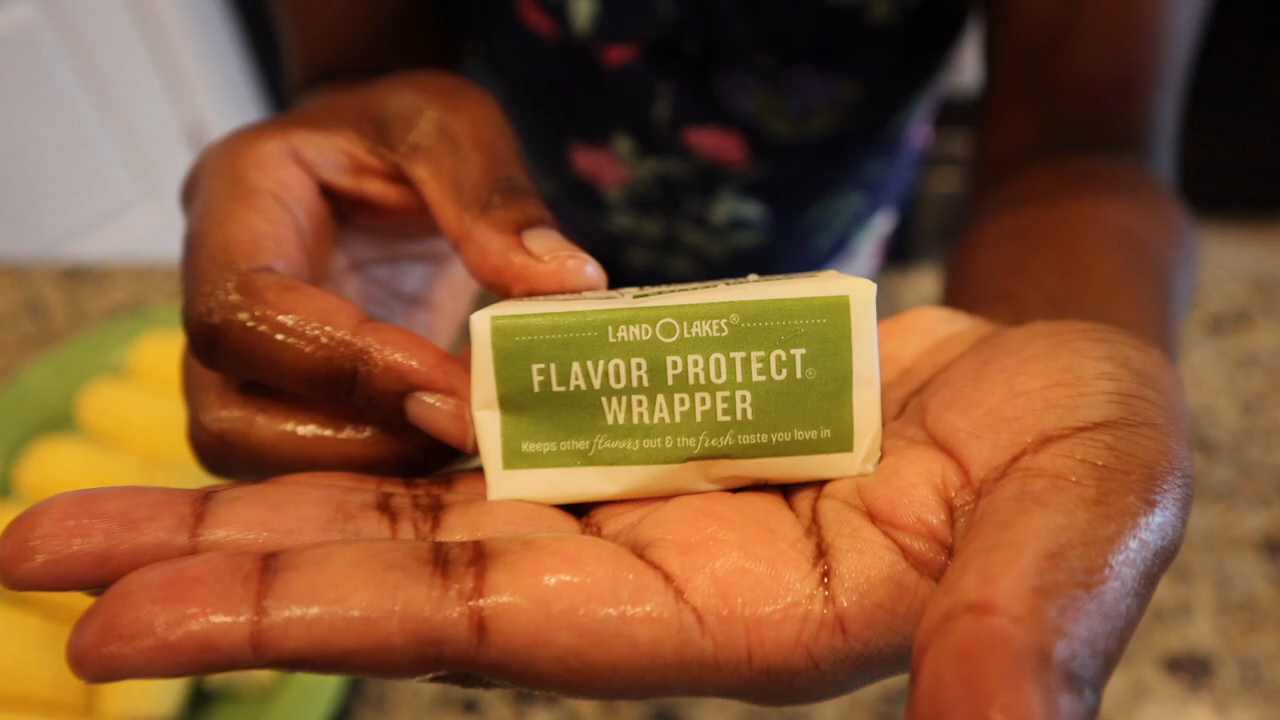 LAND O LAKES®
FLAVOR PROTECT®
WRAPPER
Keeps other flavors out & the fresh taste you love in